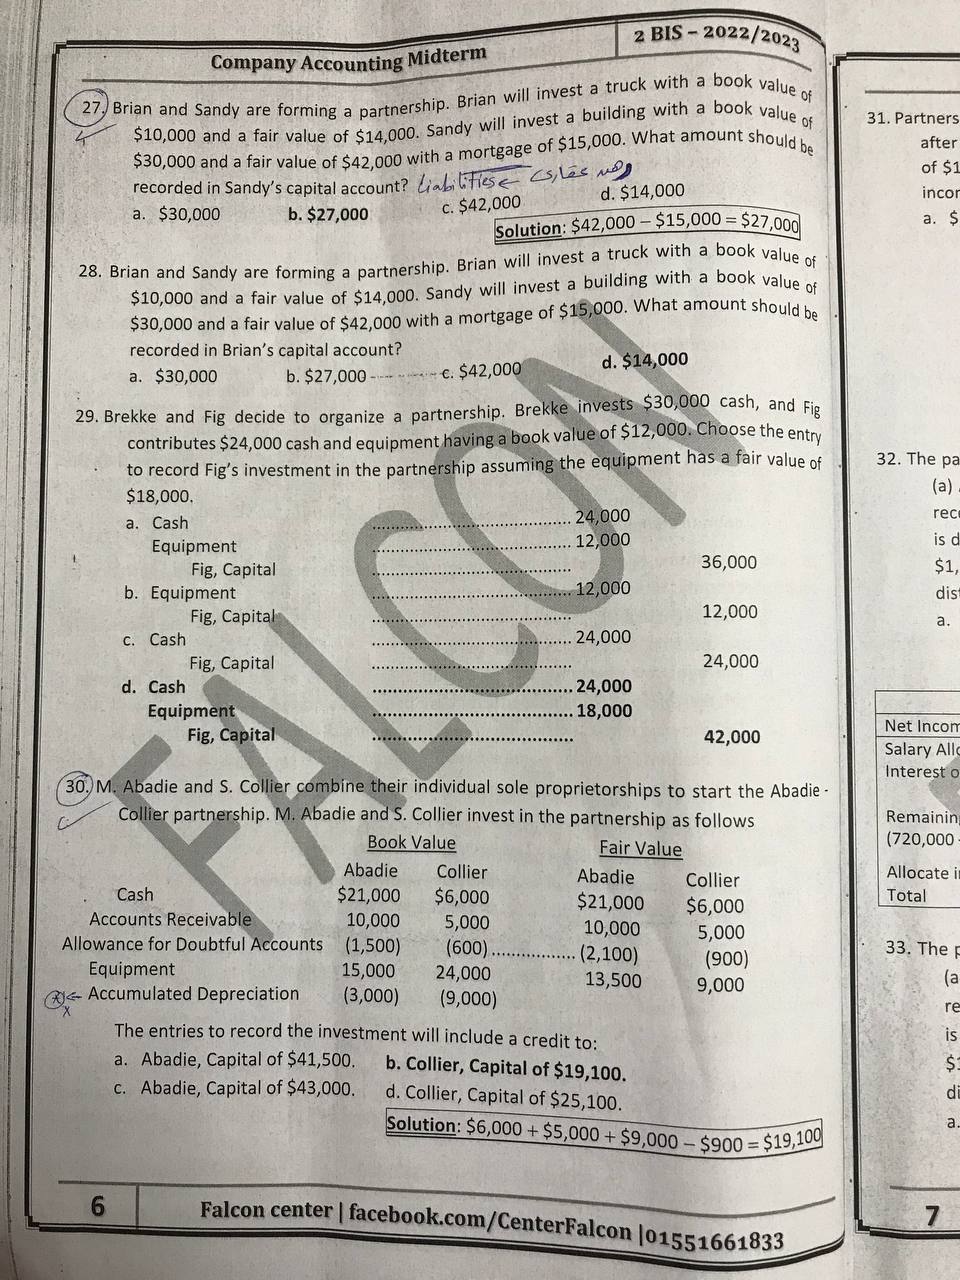 Company Accounting Midterm
2 BIS – 2022/2023
27. Brian and Sandy are forming a partnership. Brian will invest a truck with a book value of
$10,000 and a fair value of $14,000. Sandy will invest a building with a book value of
$30,000 and a fair value of $42,000 with a mortgage of $15,000. What amount should be
recorded in Sandy's capital account? Liabilities ← رهن عقاري
a. $30,000 b. $27,000 c. $42,000 d. $14,000
Solution: $42,000 – $15,000 = $27,000
28. Brian and Sandy are forming a partnership. Brian will invest a truck with a book value of
$10,000 and a fair value of $14,000. Sandy will invest a building with a book value of
$30,000 and a fair value of $42,000 with a mortgage of $15,000. What amount should be
recorded in Brian's capital account?
a. $30,000 b. $27,000 c. $42,000 d. $14,000
29. Brekke and Fig decide to organize a partnership. Brekke invests $30,000 cash, and Fig
contributes $24,000 cash and equipment having a book value of $12,000. Choose the entry
to record Fig's investment in the partnership assuming the equipment has a fair value of
$18,000.
a. Cash 24,000
Equipment 12,000
Fig, Capital 36,000
b. Equipment 12,000
Fig, Capital 12,000
c. Cash 24,000
Fig, Capital 24,000
d. Cash 24,000
Equipment 18,000
Fig, Capital 42,000
FALCON
30. M. Abadie and S. Collier combine their individual sole proprietorships to start the Abadie -
Collier partnership. M. Abadie and S. Collier invest in the partnership as follows
Book Value Fair Value
Abadie Collier Abadie Collier
Cash $21,000 $6,000 $21,000 $6,000
Accounts Receivable 10,000 5,000 10,000 5,000
Allowance for Doubtful Accounts (1,500) (600) (2,100) (900)
Equipment 15,000 24,000 13,500 9,000
Accumulated Depreciation (3,000) (9,000)
The entries to record the investment will include a credit to:
a. Abadie, Capital of $41,500. b. Collier, Capital of $19,100.
c. Abadie, Capital of $43,000. d. Collier, Capital of $25,100.
Solution: $6,000 + $5,000 + $9,000 – $900 = $19,100
6 Falcon center | facebook.com/CenterFalcon |01551661833
31. Partners
after
of $1
incor
a. $
32. The pa
(a)
reco
is d
$1,
dist
a.
Net Incom
Salary Allo
Interest o
Remaining
(720,000
Allocate i
Total
33. The p
(a
re
is
$1
di
a.
7